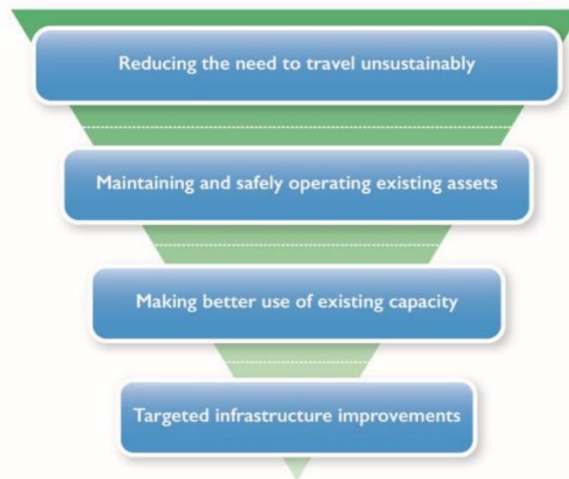 Reducing the need to travel unsustainably
Maintaining and safely operating existing assets
Making better use of existing capacity
Targeted infrastructure improvements